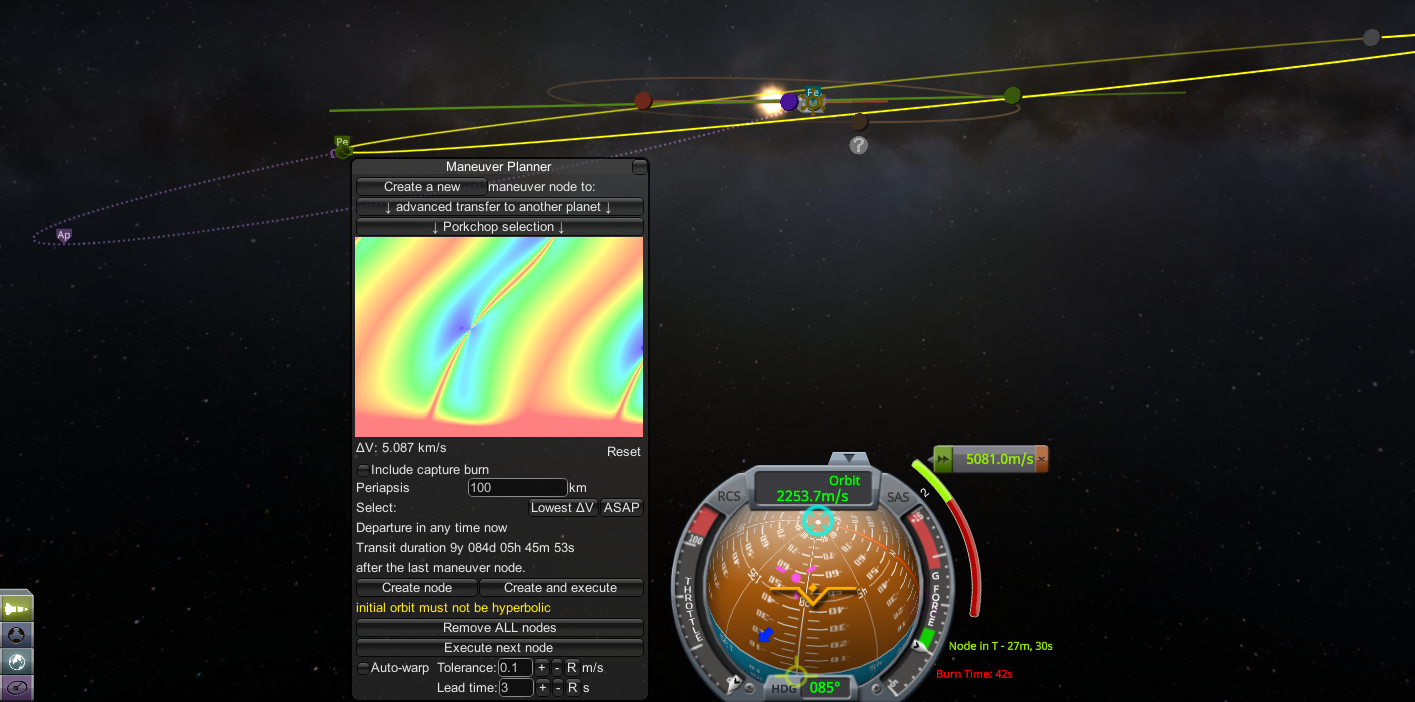 Fe
Pe
?
Ap
Maneuver Planner
Create a new maneuver node to:
↓ advanced transfer to another planet ↓
↓ Porkchop selection ↓
ΔV: 5.087 km/s
Reset
Include capture burn
Periapsis 100 km
Select: Lowest ΔV ASAP
Departure in any time now
Transit duration 9y 084d 05h 45m 53s
after the last maneuver node.
Create node Create and execute
initial orbit must not be hyperbolic
Remove ALL nodes
Execute next node
Auto-warp Tolerance: 0.1 + - R m/s
Lead time: 3 + - R s
5081.0m/s
2
Orbit
2253.7m/s
RCS
SAS
100
-15
THROTTLE
G FORCE
HDG 085°
Node in T - 27m, 30s
Burn Time: 42s